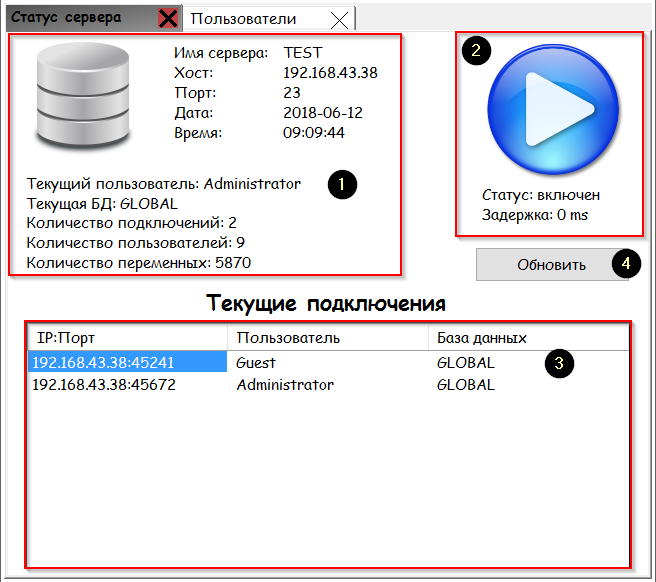 Статус сервера
Пользователи
Имя сервера: TEST
Хост: 192.168.43.38
Порт: 23
Дата: 2018-06-12
Время: 09:09:44
1
Текущий пользователь: Administrator
Текущая БД: GLOBAL
Количество подключений: 2
Количество пользователей: 9
Количество переменных: 5870
2
Статус: включен
Задержка: 0 ms
Обновить 4
Текущие подключения
IP:Порт Пользователь База данных
192.168.43.38:45241 Guest GLOBAL 3
192.168.43.38:45672 Administrator GLOBAL